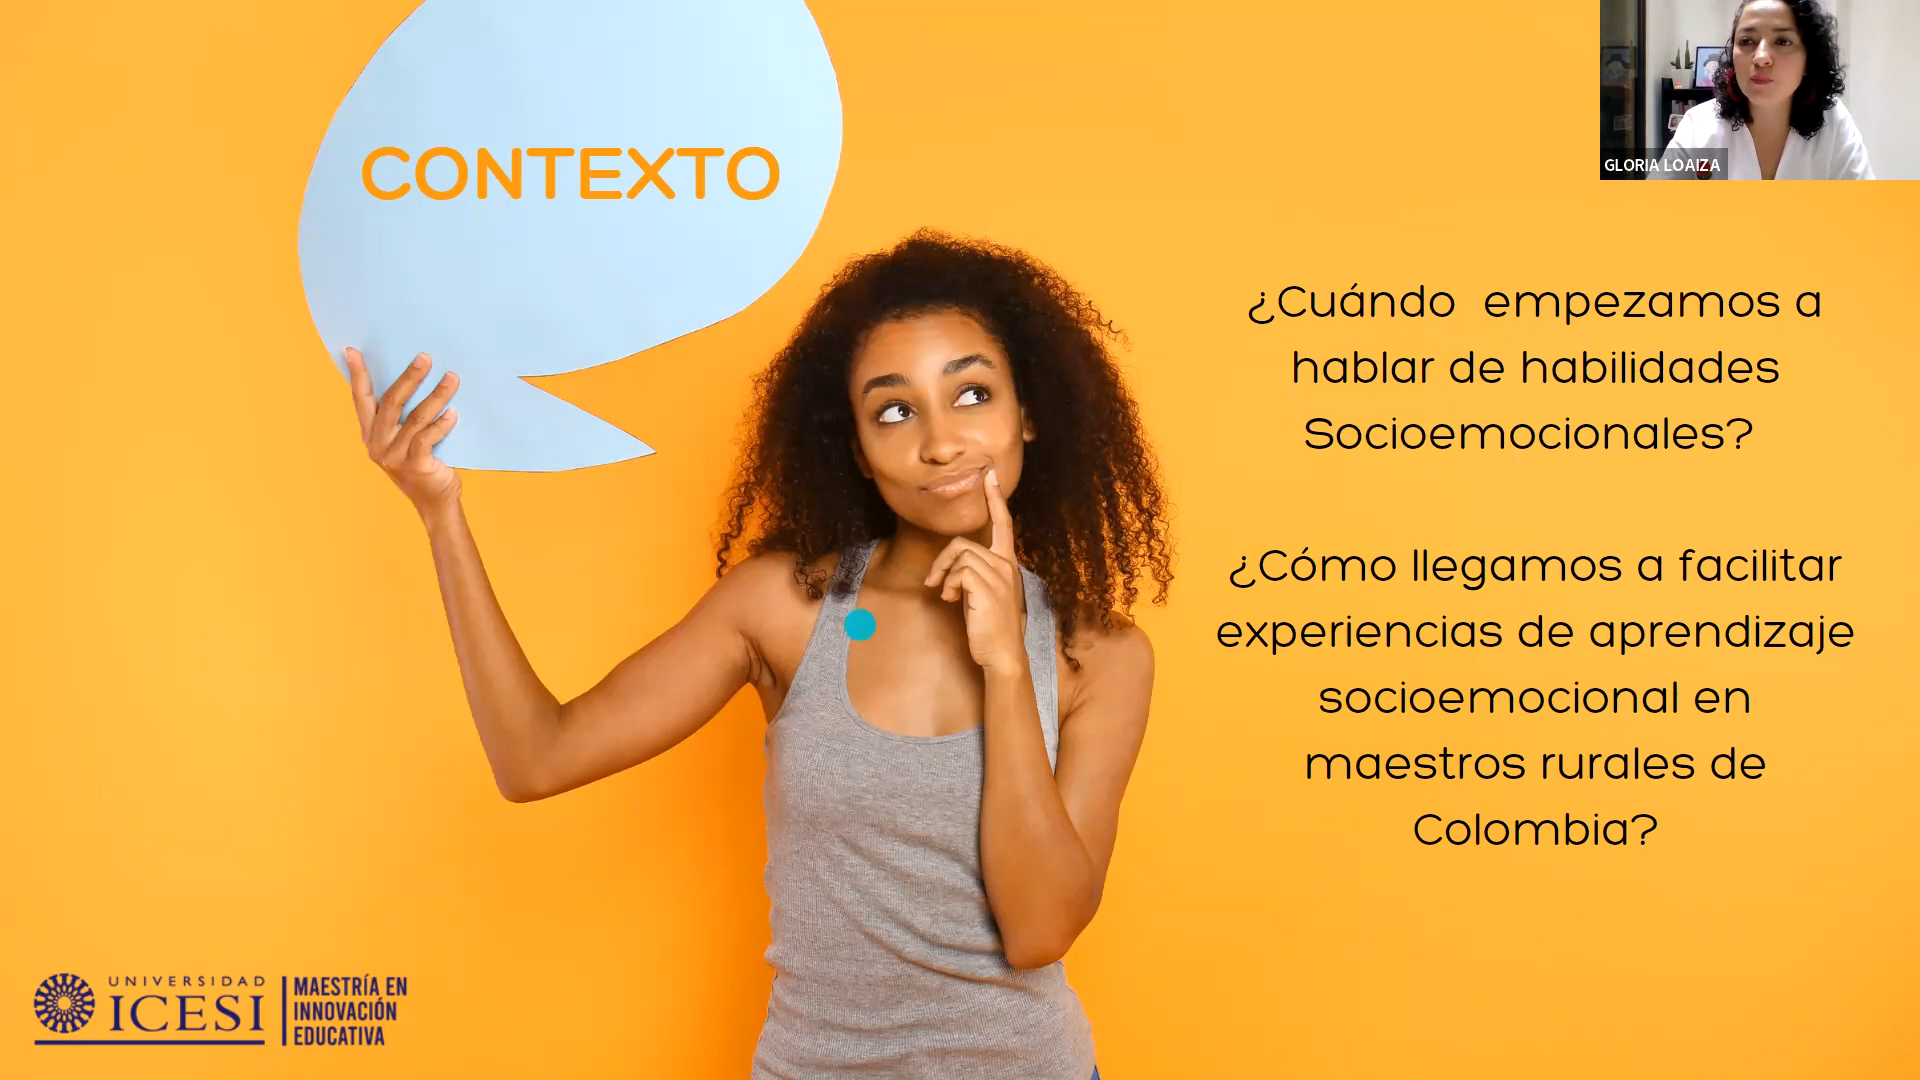 CONTEXTO
GLORIA LOAIZA
¿Cuándo empezamos a
hablar de habilidades
Socioemocionales?
¿Cómo llegamos a facilitar
experiencias de aprendizaje
socioemocional en
maestros rurales de
Colombia?
UNIVERSIDAD
ICESI
MAESTRÍA EN
INNOVACIÓN
EDUCATIVA